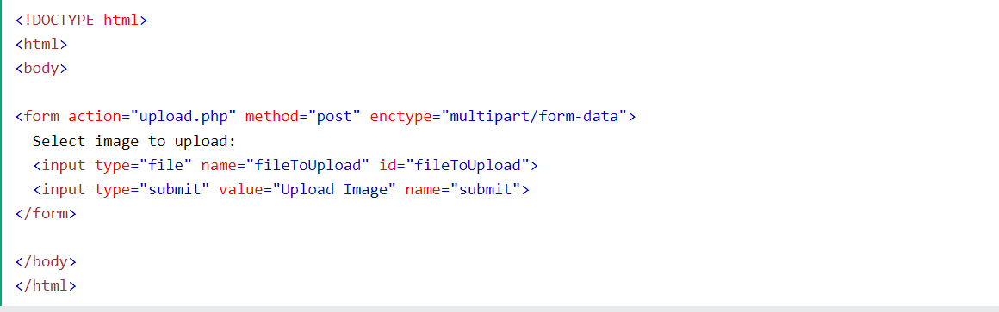 <!DOCTYPE html>
<html>
<body>
<form action="upload.php" method="post" enctype="multipart/form-data">
Select image to upload:
<input type="file" name="fileToUpload" id="fileToUpload">
<input type="submit" value="Upload Image" name="submit">
</form>
</body>
</html>